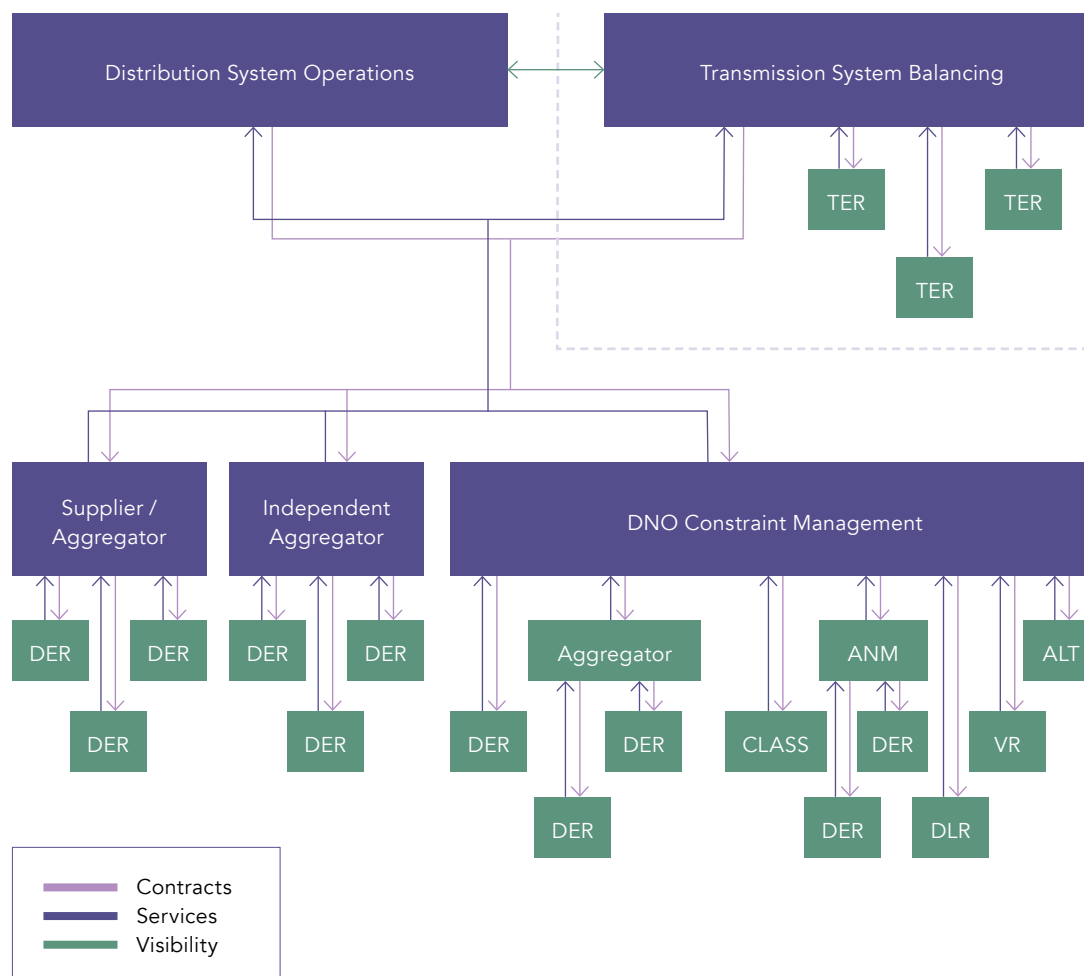 Distribution System Operations
Transmission System Balancing
TER
TER
TER
Supplier /
Aggregator
Independent
Aggregator
DNO Constraint Management
DER
DER
DER
DER
Aggregator
ANM
ALT
DER
DER
DER
DER
CLASS
DER
VR
DER
DER
DLR
Contracts
Services
Visibility